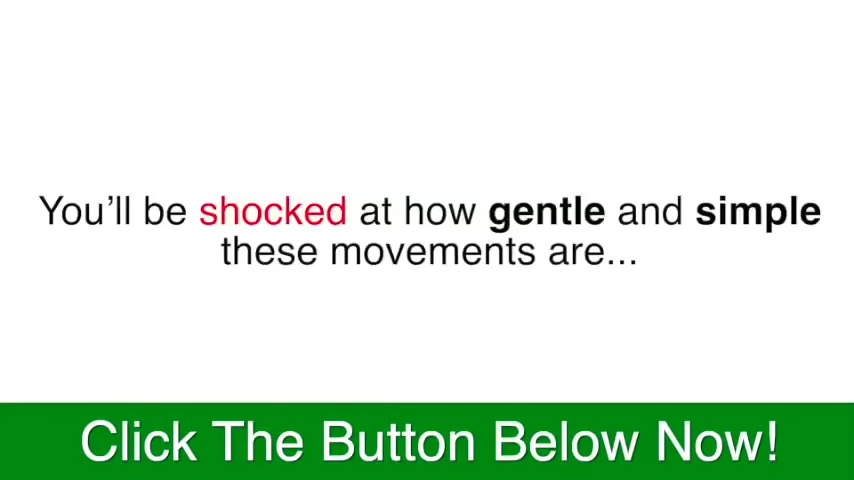 You'll be shocked at how gentle and simple
these movements are...
Click The Button Below Now!